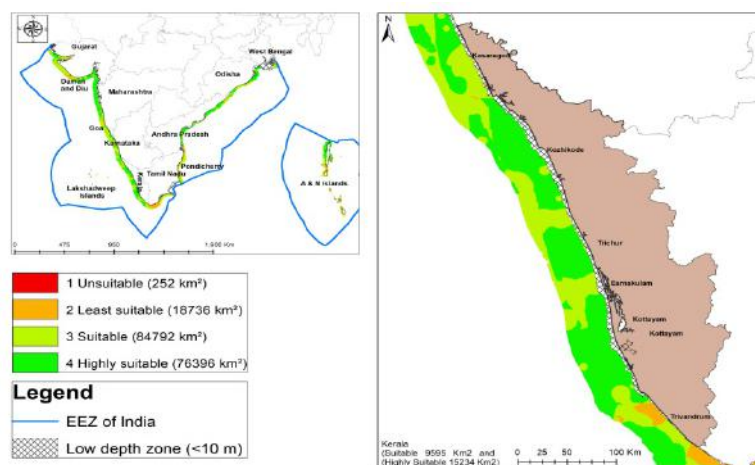 N
Gujarat
West Bengal
Daman
and Diu
Odisha
Maharashtra
Goa
Andhra Pradesh
Karnataka
Pondicherry
Tamil Nadu
Lakshadweep
Islands
A & N Islands
0 475 950 1,900 Km
1 Unsuitable (252 km²)
2 Least suitable (18736 km²)
3 Suitable (84792 km²)
4 Highly suitable (76396 km²)
Legend
EEZ of India
Low depth zone (<10 m)
N
Kasaragod
Kozhikode
Trichur
Ernakulam
Kottayam
Kottayam
Trivandrum
Kerala
(Suitable 9595 Km2 and
(Highly Suitable 15234 Km2)
0 25 50 100 KM